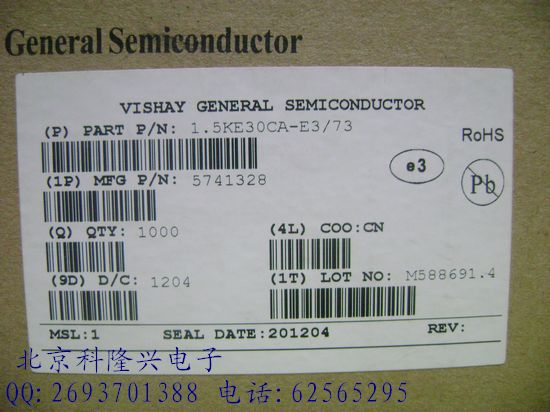 General Semiconductor
VISHAY GENERAL SEMICONDUCTOR
(P) PART P/N: 1.5KE30CA-E3/73
RoHS
(1P) MFG P/N: 5741328
e3
Pb
(Q) QTY: 1000
(4L) COO:CN
(9D) D/C: 1204
(1T) LOT NO: M588691.4
MSL:1 SEAL DATE:201204 REV:
北京科隆兴电子
QQ:2693701388 电话:62565295